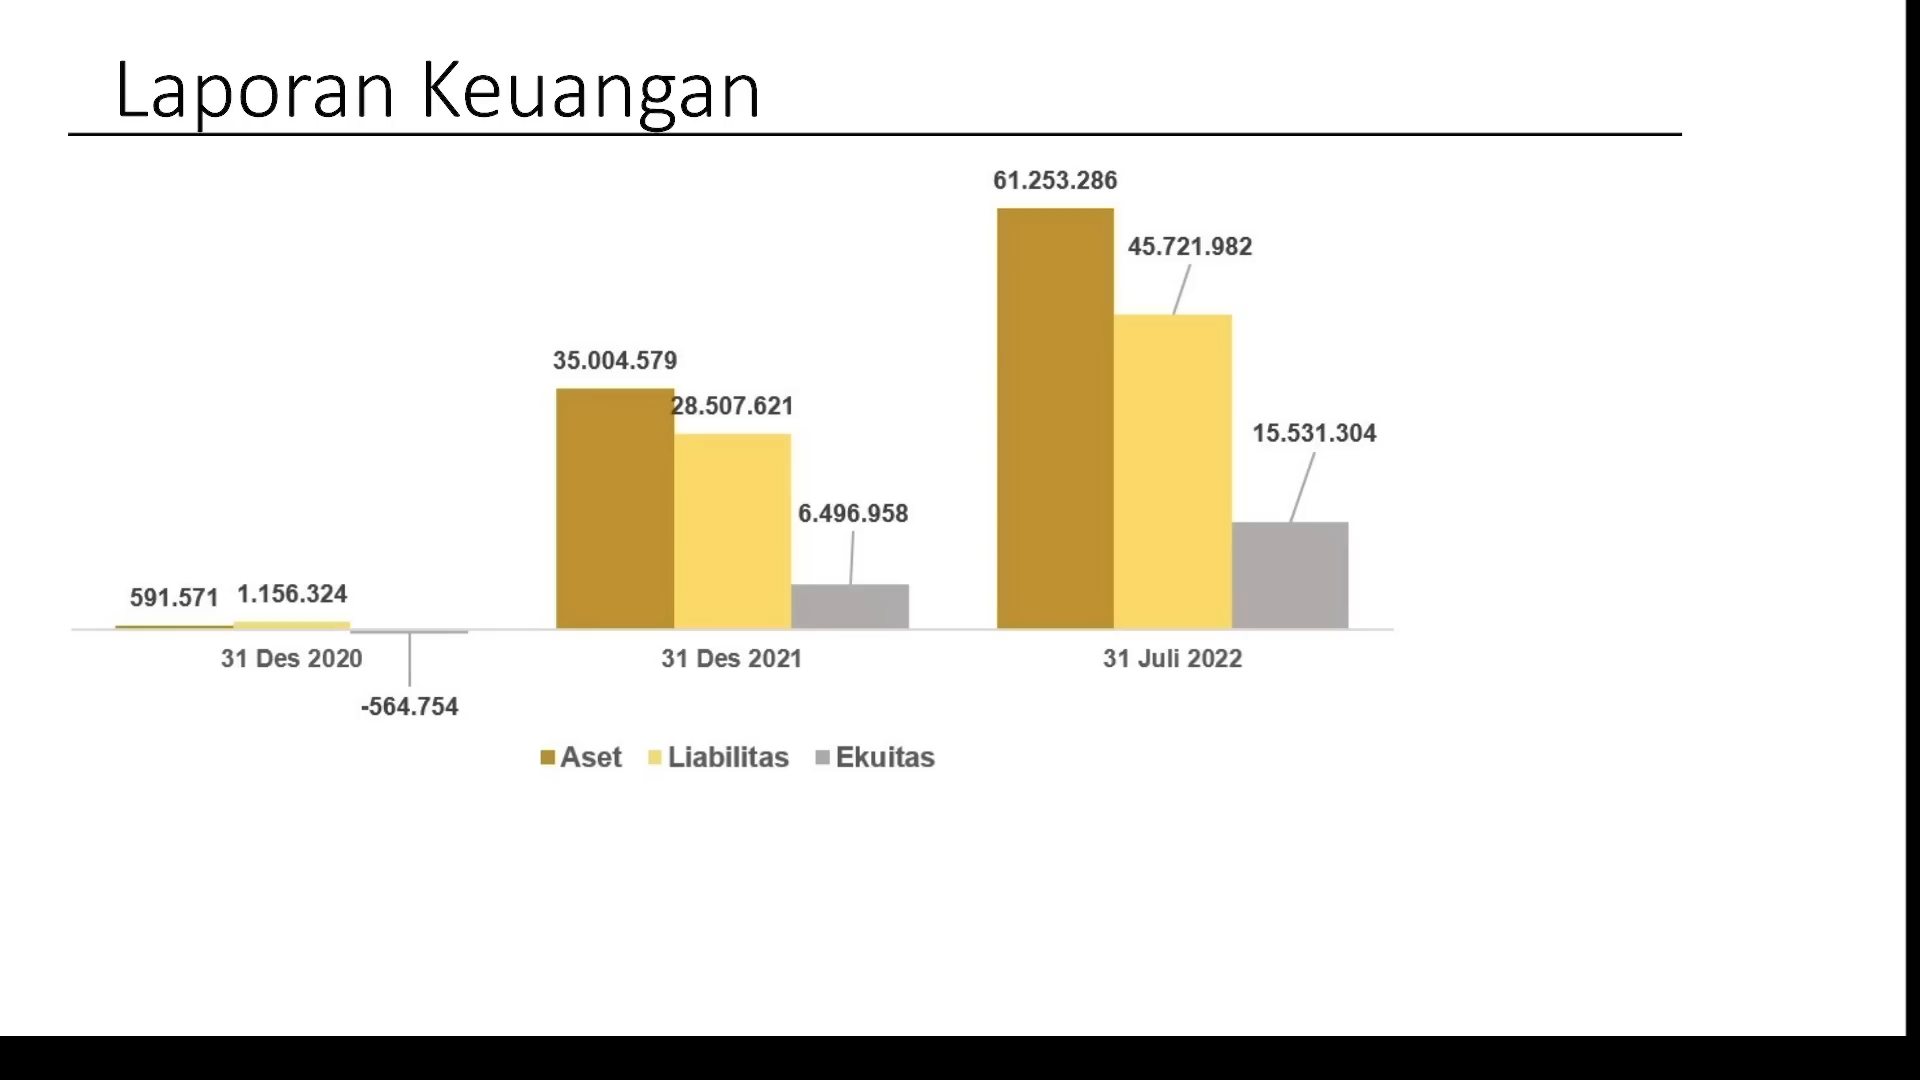 Laporan Keuangan
61.253.286
45.721.982
35.004.579
28.507.621
15.531.304
6.496.958
591.571 1.156.324
31 Des 2020 31 Des 2021 31 Juli 2022
-564.754
Aset Liabilitas Ekuitas